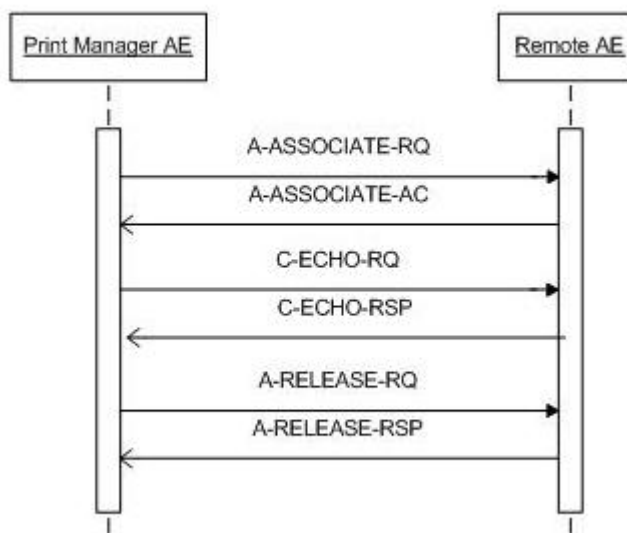 Print Manager AE
Remote AE
A-ASSOCIATE-RQ
A-ASSOCIATE-AC
C-ECHO-RQ
C-ECHO-RSP
A-RELEASE-RQ
A-RELEASE-RSP